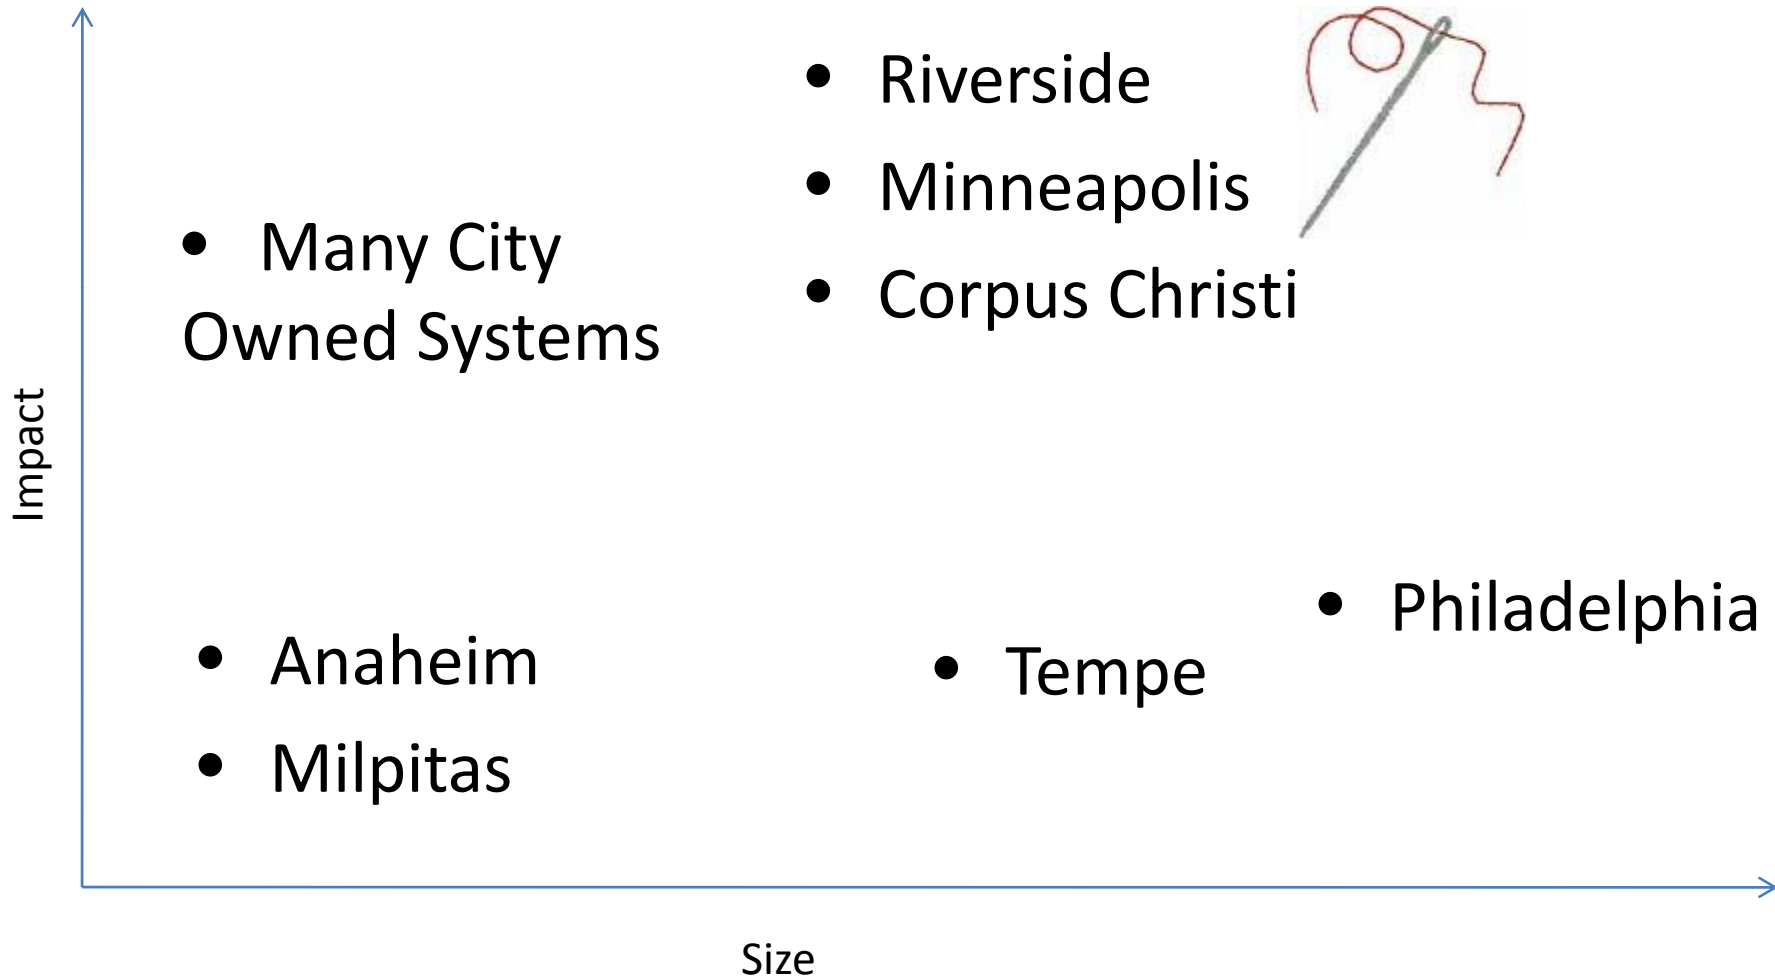 • Riverside
• Minneapolis
• Many City
Owned Systems
• Corpus Christi
Impact
• Philadelphia
• Anaheim
• Tempe
• Milpitas
Size